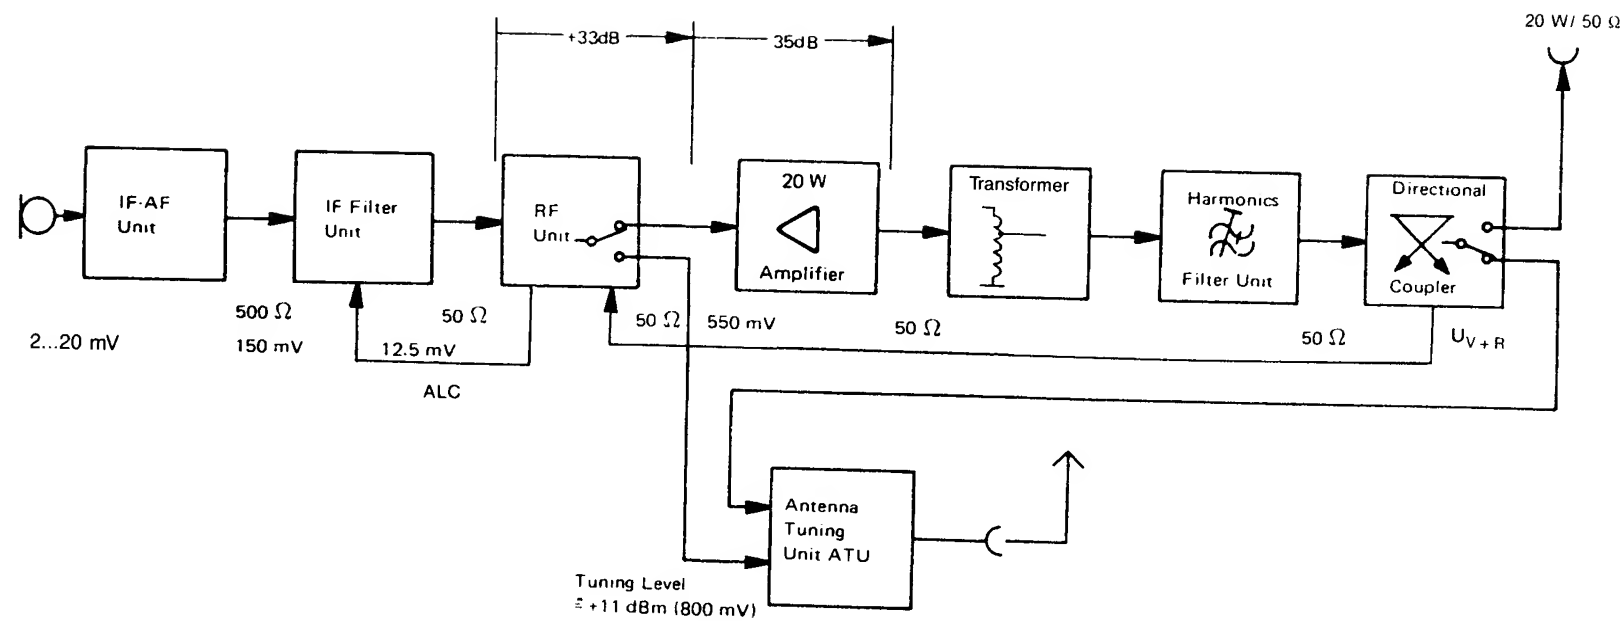 20 W/ 50 Ω
+33dB
35dB
IF-AF
Unit
IF Filter
Unit
RF
Unit
20 W
Amplifier
Transformer
Harmonics
Filter Unit
Directional
Coupler
2...20 mV
500 Ω
150 mV
50 Ω
12.5 mV
ALC
50 Ω
550 mV
50 Ω
50 Ω
UV + R
Antenna
Tuning
Unit ATU
Tuning Level
≙ +11 dBm (800 mV)